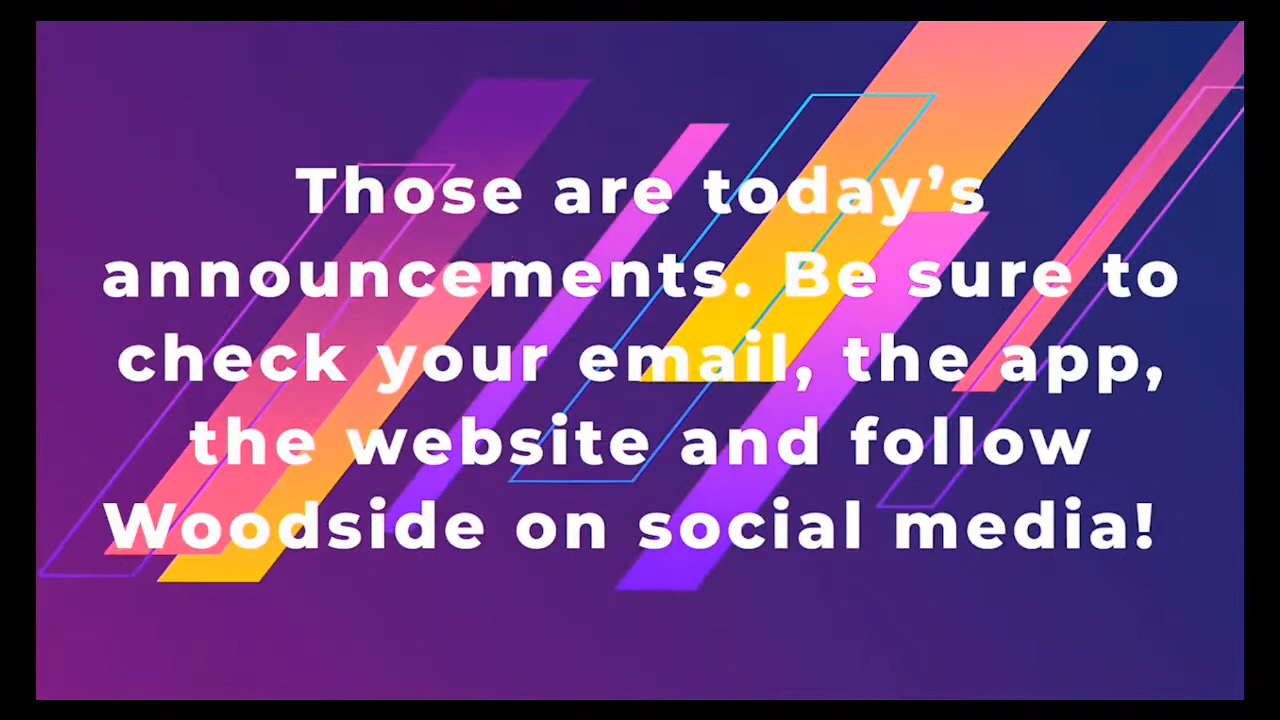 Those are today’s
announcements. Be sure to
check your email, the app,
the website and follow
Woodside on social media!